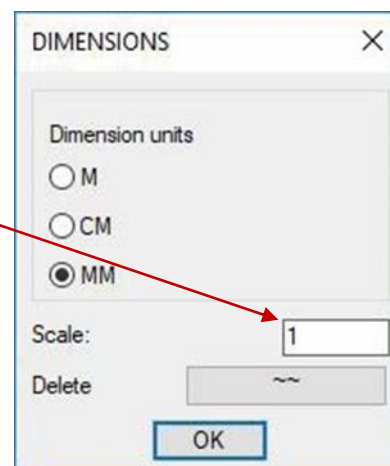 DIMENSIONS
Dimension units
M
CM
MM
Scale: 1
Delete ~~
OK